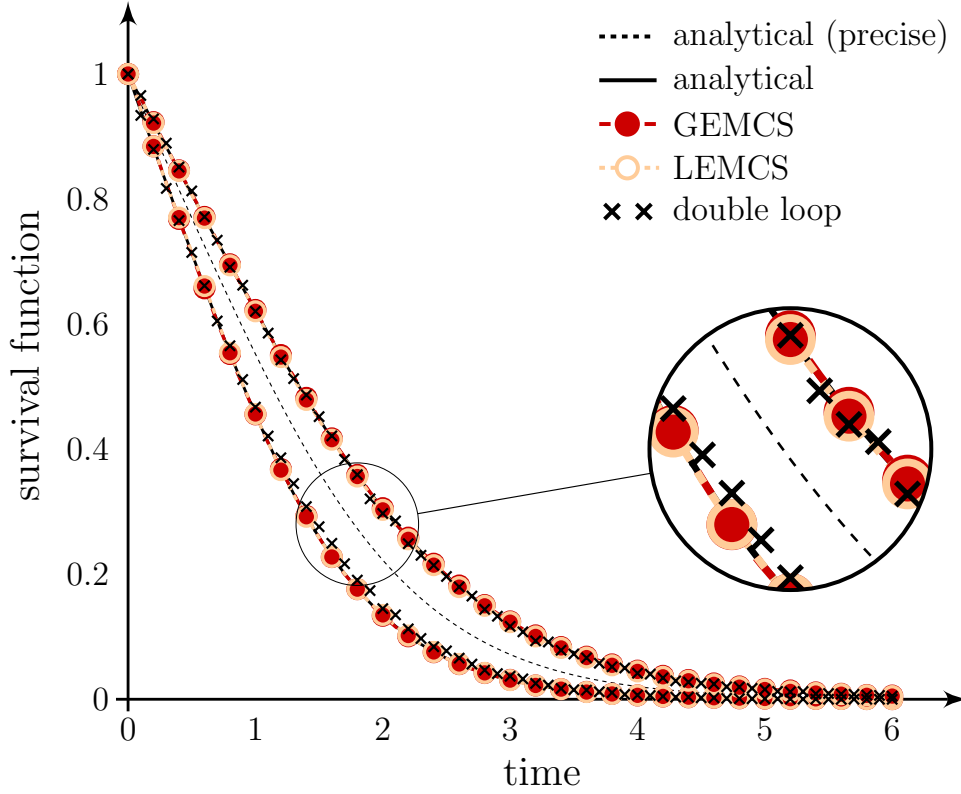 analytical (precise)
analytical
GEMCS
LEMCS
double loop
survival function
1
0.8
0.6
0.4
0.2
0
0 1 2 3 4 5 6
time